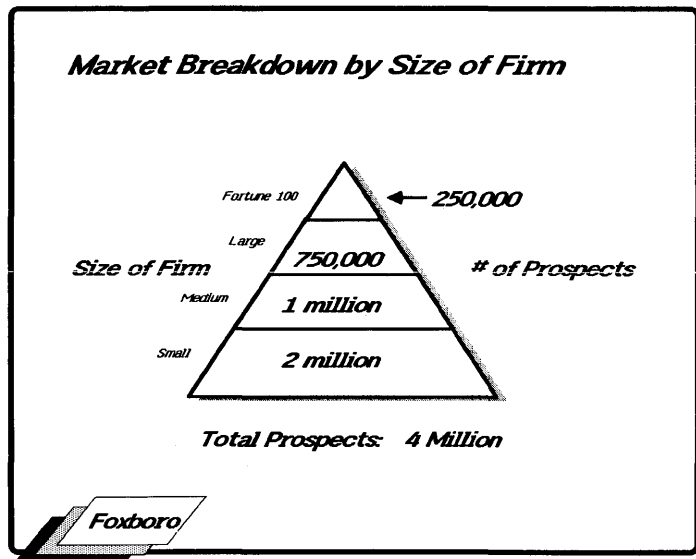 Market Breakdown by Size of Firm
Fortune 100
250,000
Large
Size of Firm
750,000
# of Prospects
Medium
1 million
Small
2 million
Total Prospects: 4 Million
Foxboro